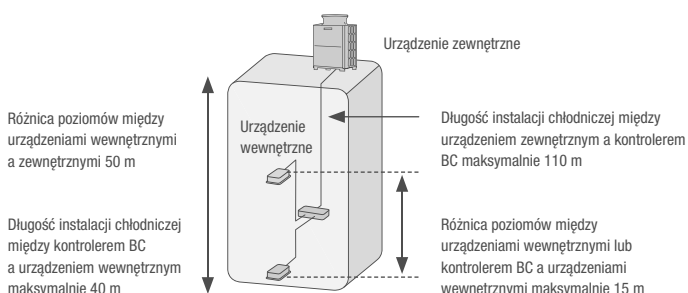 Urządzenie zewnętrzne
Różnica poziomów między
urządzeniami wewnętrznymi
a zewnętrznymi 50 m
Urządzenie
wewnętrzne
Długość instalacji chłodniczej między
urządzeniem zewnętrznym a kontrolerem
BC maksymalnie 110 m
Długość instalacji chłodniczej
między kontrolerem BC
a urządzeniem wewnętrznym
maksymalnie 40 m
Różnica poziomów między
urządzeniami wewnętrznymi lub
kontrolerem BC a urządzeniami
wewnętrznymi maksymalnie 15 m